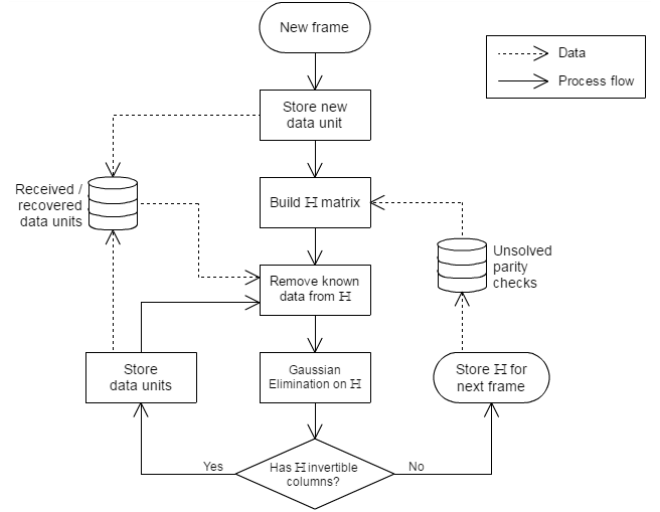 New frame
Data
Process flow
Store new
data unit
Received /
recovered
data units
Build H matrix
Unsolved
parity
checks
Remove known
data from H
Store
data units
Gaussian
Elimination on H
Store H for
next frame
Yes
Has H invertible
columns?
No